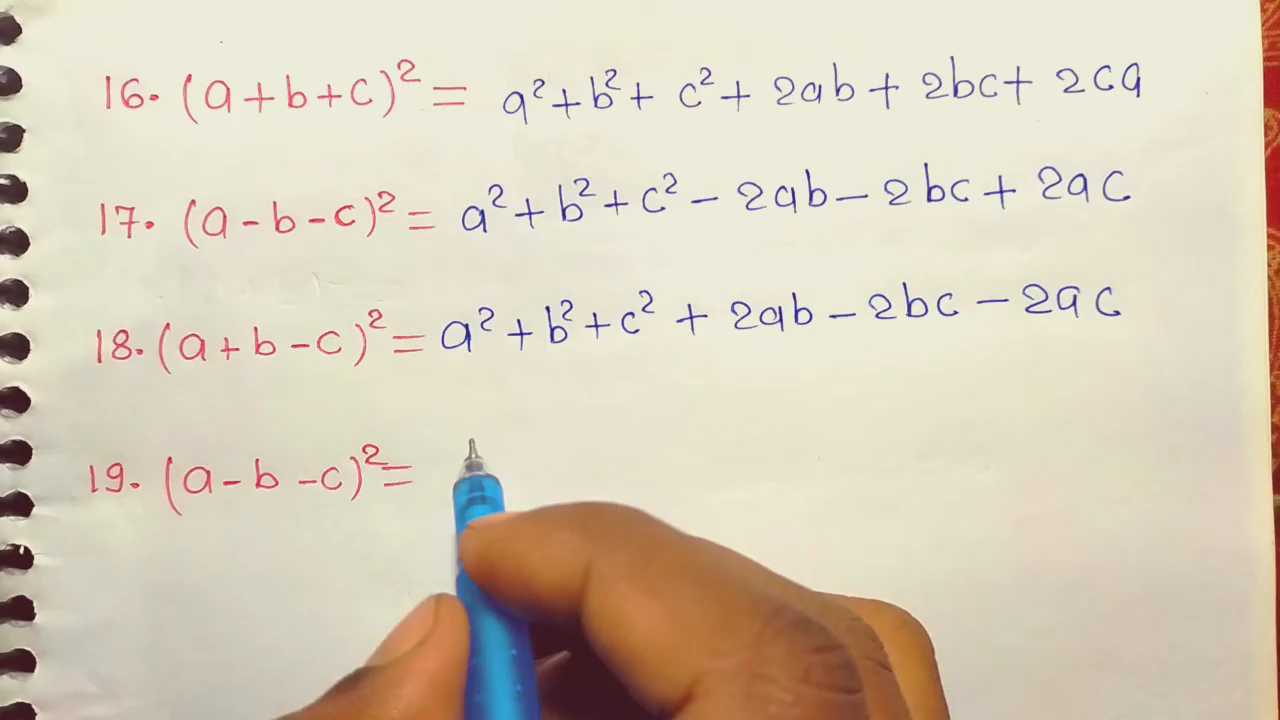 16. (a+b+c)² = a²+b²+c²+2ab+2bc+2ca
17. (a-b-c)² = a²+b²+c²-2ab-2bc+2ac
18. (a+b-c)² = a²+b²+c²+2ab-2bc-2ac
19. (a-b-c)² =